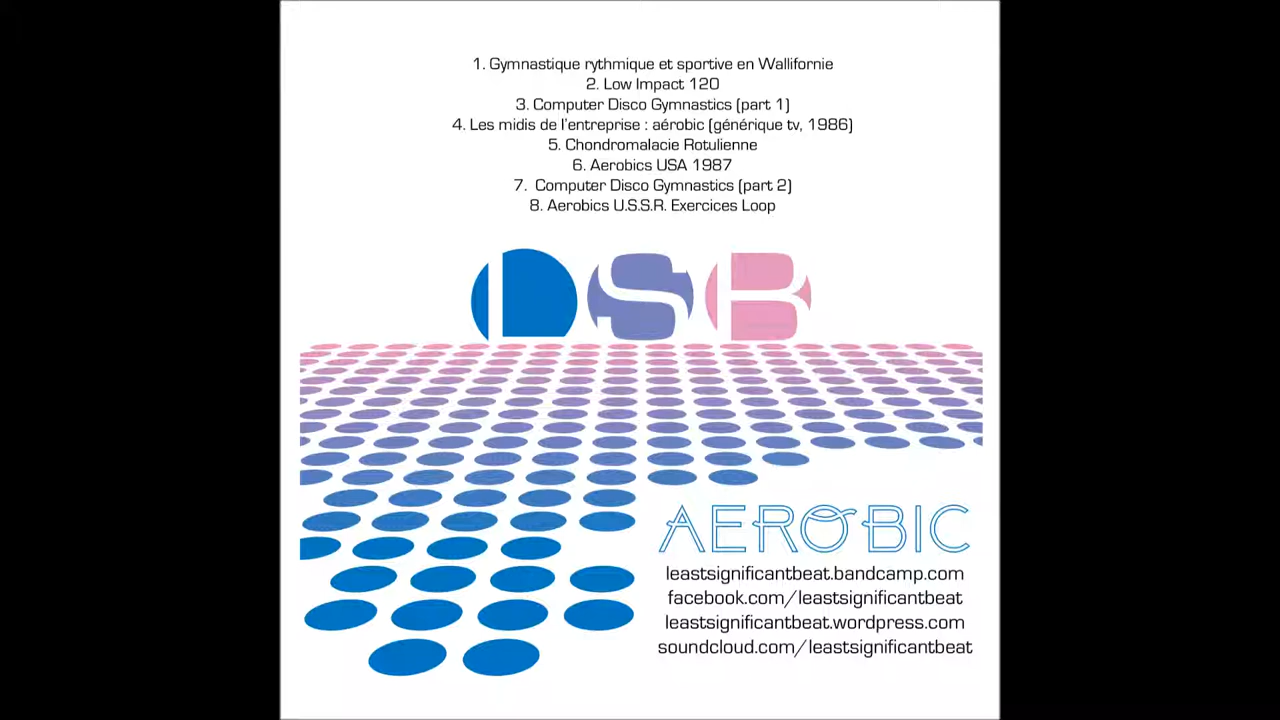 1. Gymnastique rythmique et sportive en Wallifornie
2. Low Impact 120
3. Computer Disco Gymnastics (part 1)
4. Les midis de l'entreprise : aérobic (générique tv, 1986)
5. Chondromalacie Rotulienne
6. Aerobics USA 1987
7. Computer Disco Gymnastics (part 2)
8. Aerobics U.S.S.R. Exercices Loop
LSB
AEROBIC
leastsignificantbeat.bandcamp.com
facebook.com/leastsignificantbeat
leastsignificantbeat.wordpress.com
soundcloud.com/leastsignificantbeat